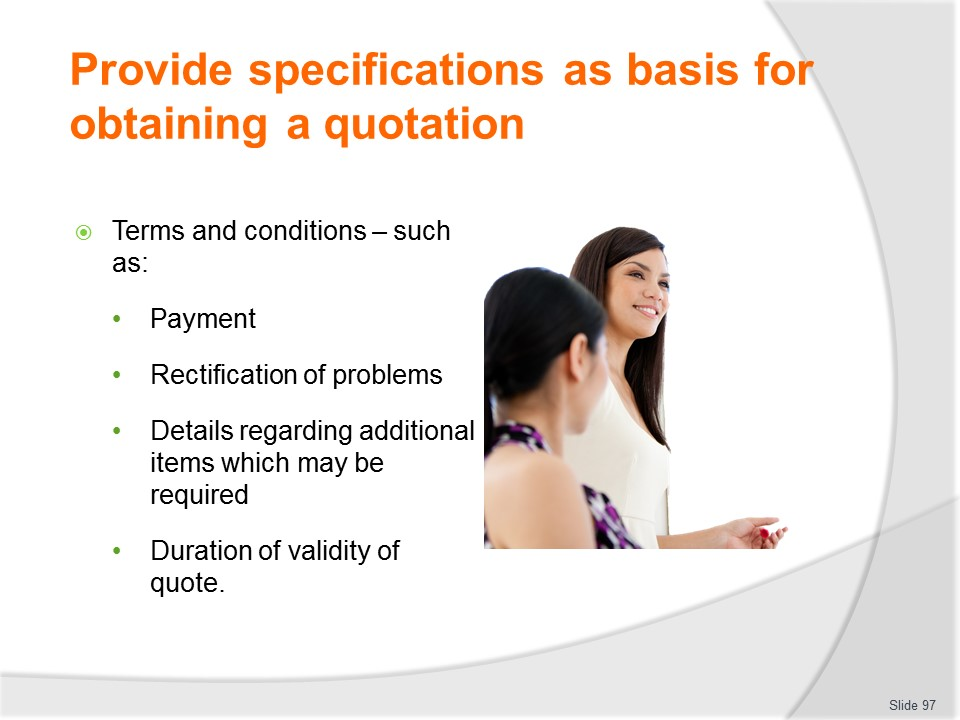 Provide specifications as basis for
obtaining a quotation
Terms and conditions – such
as:
• Payment
• Rectification of problems
• Details regarding additional
items which may be
required
• Duration of validity of
quote.
Slide 97